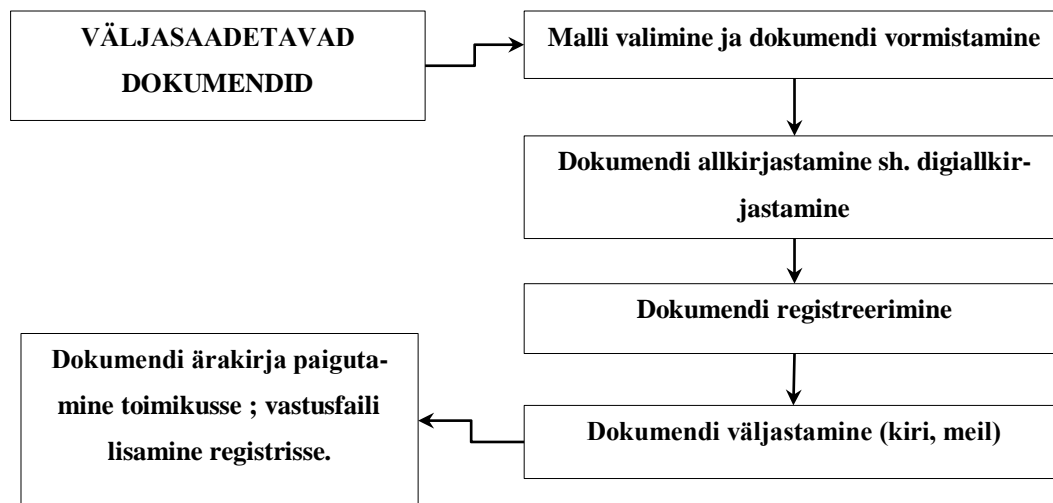 VÄLJASAADETAVAD
DOKUMENDID
Malli valimine ja dokumendi vormistamine
Dokumendi allkirjastamine sh. digiallkir-
jastamine
Dokumendi registreerimine
Dokumendi väljastamine (kiri, meil)
Dokumendi ärakirja paiguta-
mine toimikusse ; vastusfaili
lisamine registrisse.